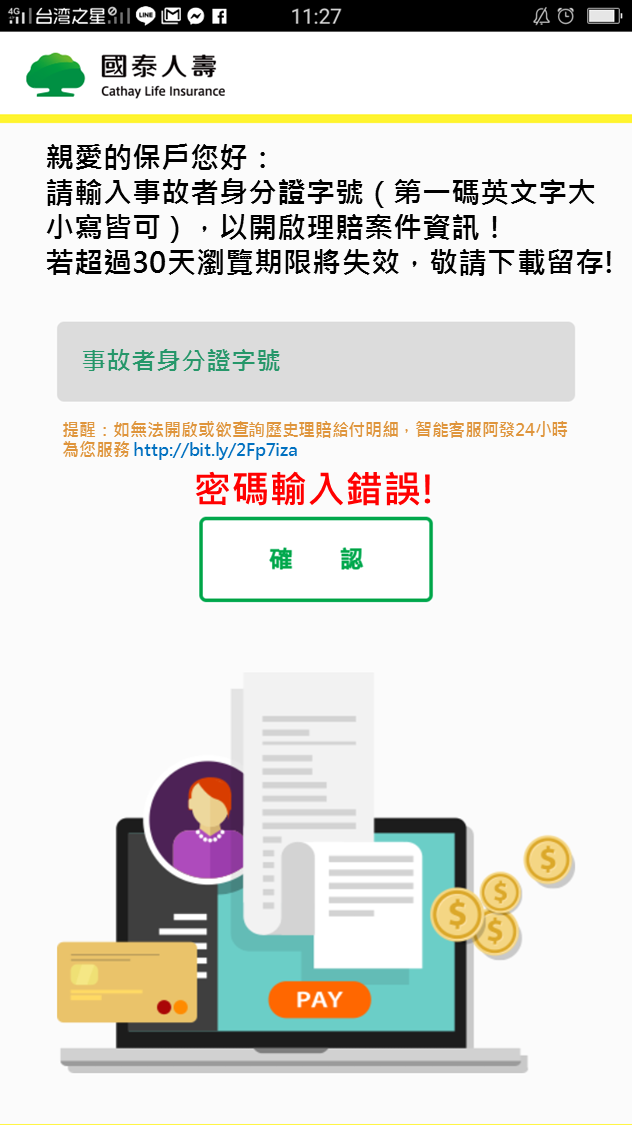 4G 台湾之星 LINE 11:27
國泰人壽
Cathay Life Insurance
親愛的保戶您好：
請輸入事故者身分證字號（第一碼英文字大
小寫皆可），以開啟理賠案件資訊！
若超過30天瀏覽期限將失效，敬請下載留存!
事故者身分證字號
提醒：如無法開啟或欲查詢歷史理賠給付明細，智能客服阿發24小時
為您服務 http://bit.ly/2Fp7iza
密碼輸入錯誤!
確 認
PAY